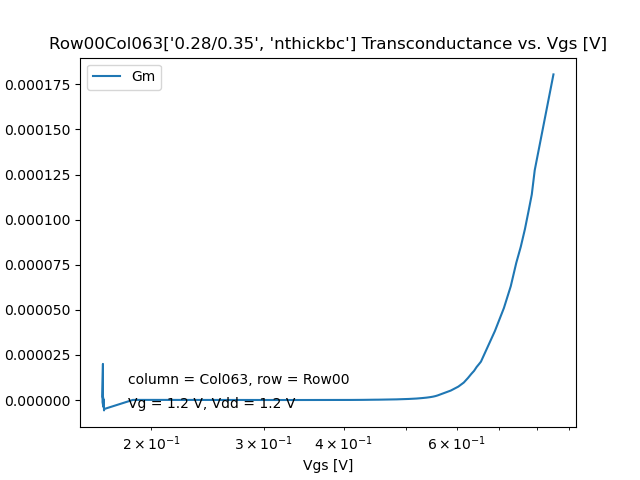 Row00Col063['0.28/0.35', 'nthickbc'] Transconductance vs. Vgs [V]
Gm
0.000175
0.000150
0.000125
0.000100
0.000075
0.000050
0.000025
0.000000
column = Col063, row = Row00
Vg = 1.2 V, Vdd = 1.2 V
2 × 10⁻¹ 3 × 10⁻¹ 4 × 10⁻¹ 6 × 10⁻¹
Vgs [V]